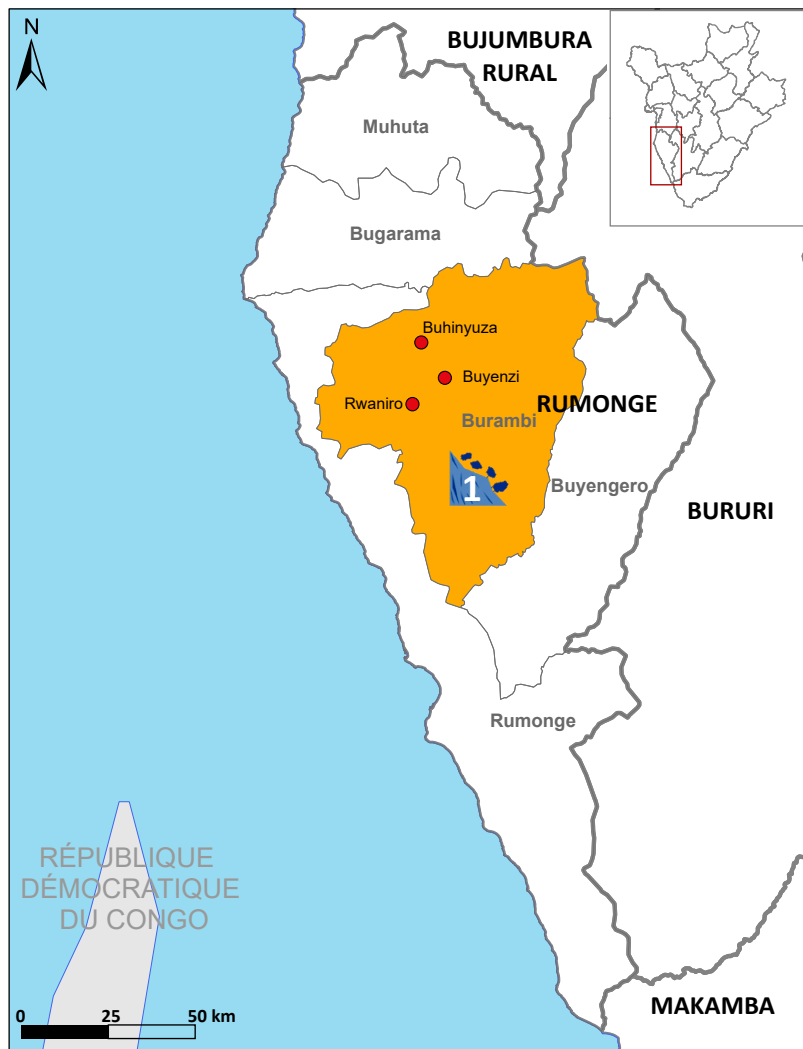 N
BUJUMBURA
RURAL
Muhuta
Bugarama
Buhinyuza
Buyenzi
Rwaniro
RUMONGE
Burambi
1
Buyengero
BURURI
Rumonge
RÉPUBLIQUE
DÉMOCRATIQUE
DU CONGO
MAKAMBA
0 25 50 km